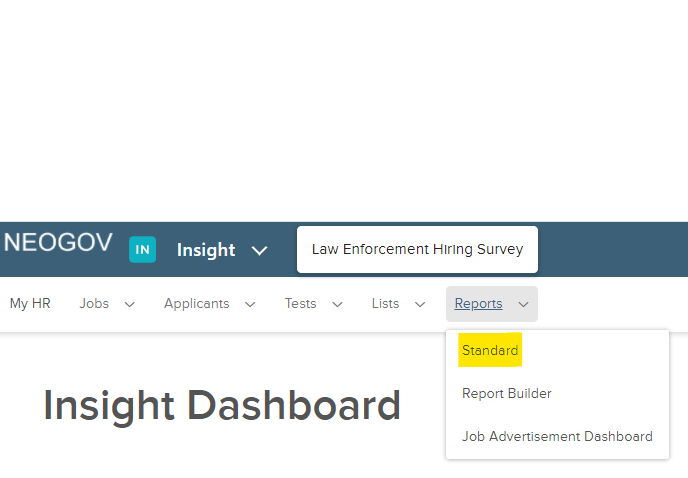 NEOGOV IN Insight Law Enforcement Hiring Survey
My HR Jobs Applicants Tests Lists Reports
Standard
Insight Dashboard
Report Builder
Job Advertisement Dashboard